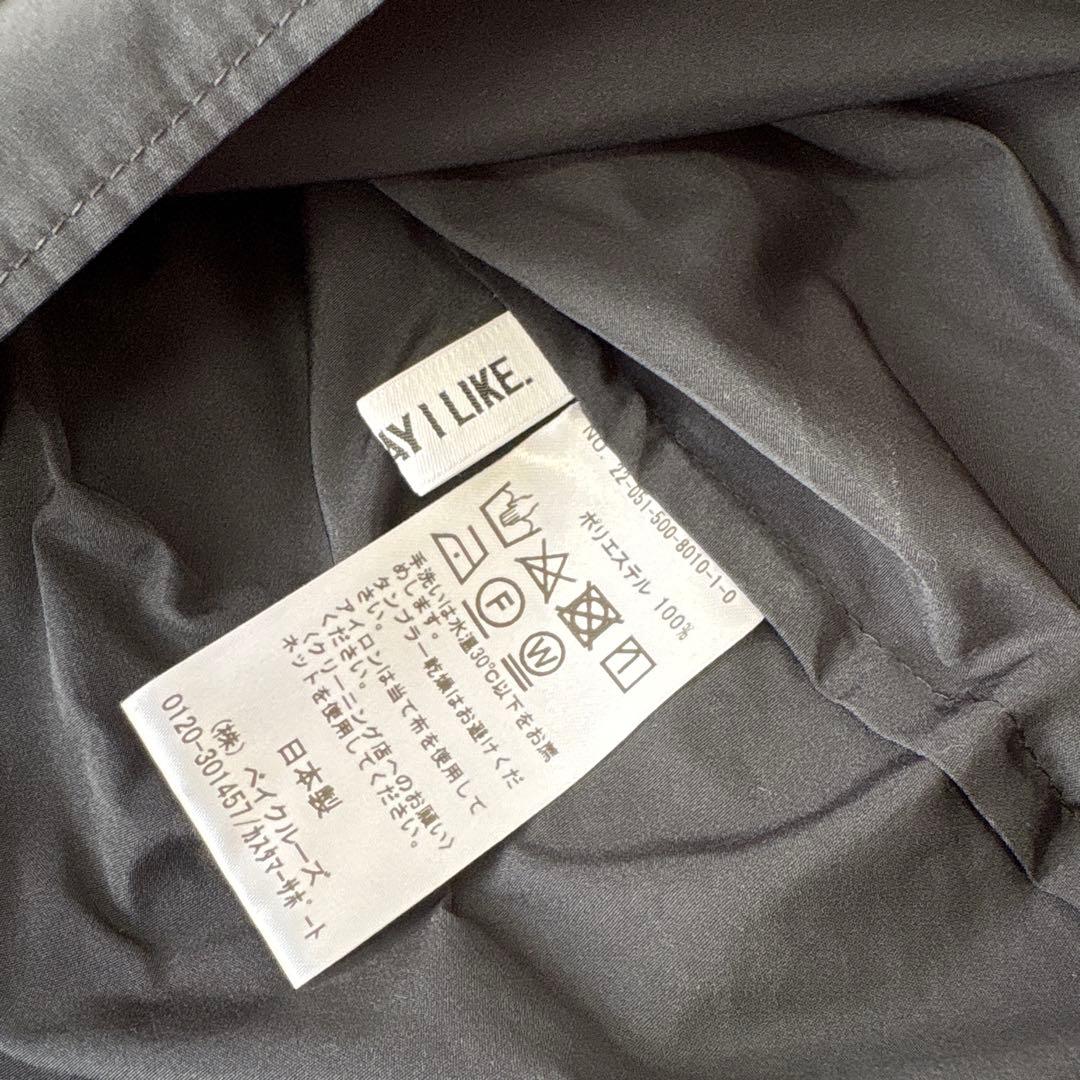 Y I LIKE.
NO. 22-051-500-8010-1-0
ポリエステル 100%
F
W
手洗いは水温30℃以下をお薦
めします。
タンブラー乾燥はお避けくだ
さい。
アイロンは当て布を使用して
ください。
くクリーニング店へのお願い〉
ネットを使用してください。
日本製
(株) ベイクルーズ
0120-301457/カスタマーサポート